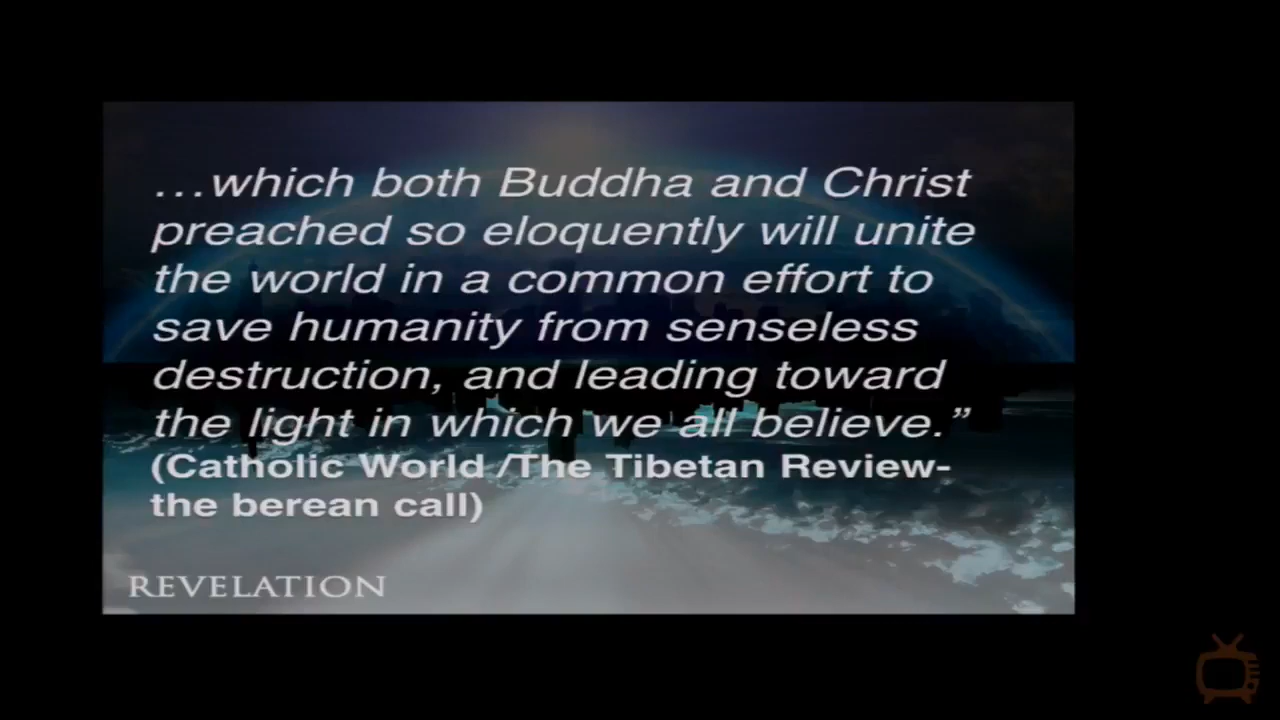 …which both Buddha and Christ
preached so eloquently will unite
the world in a common effort to
save humanity from senseless
destruction, and leading toward
the light in which we all believe.”
(Catholic World /The Tibetan Review-
the berean call)
REVELATION